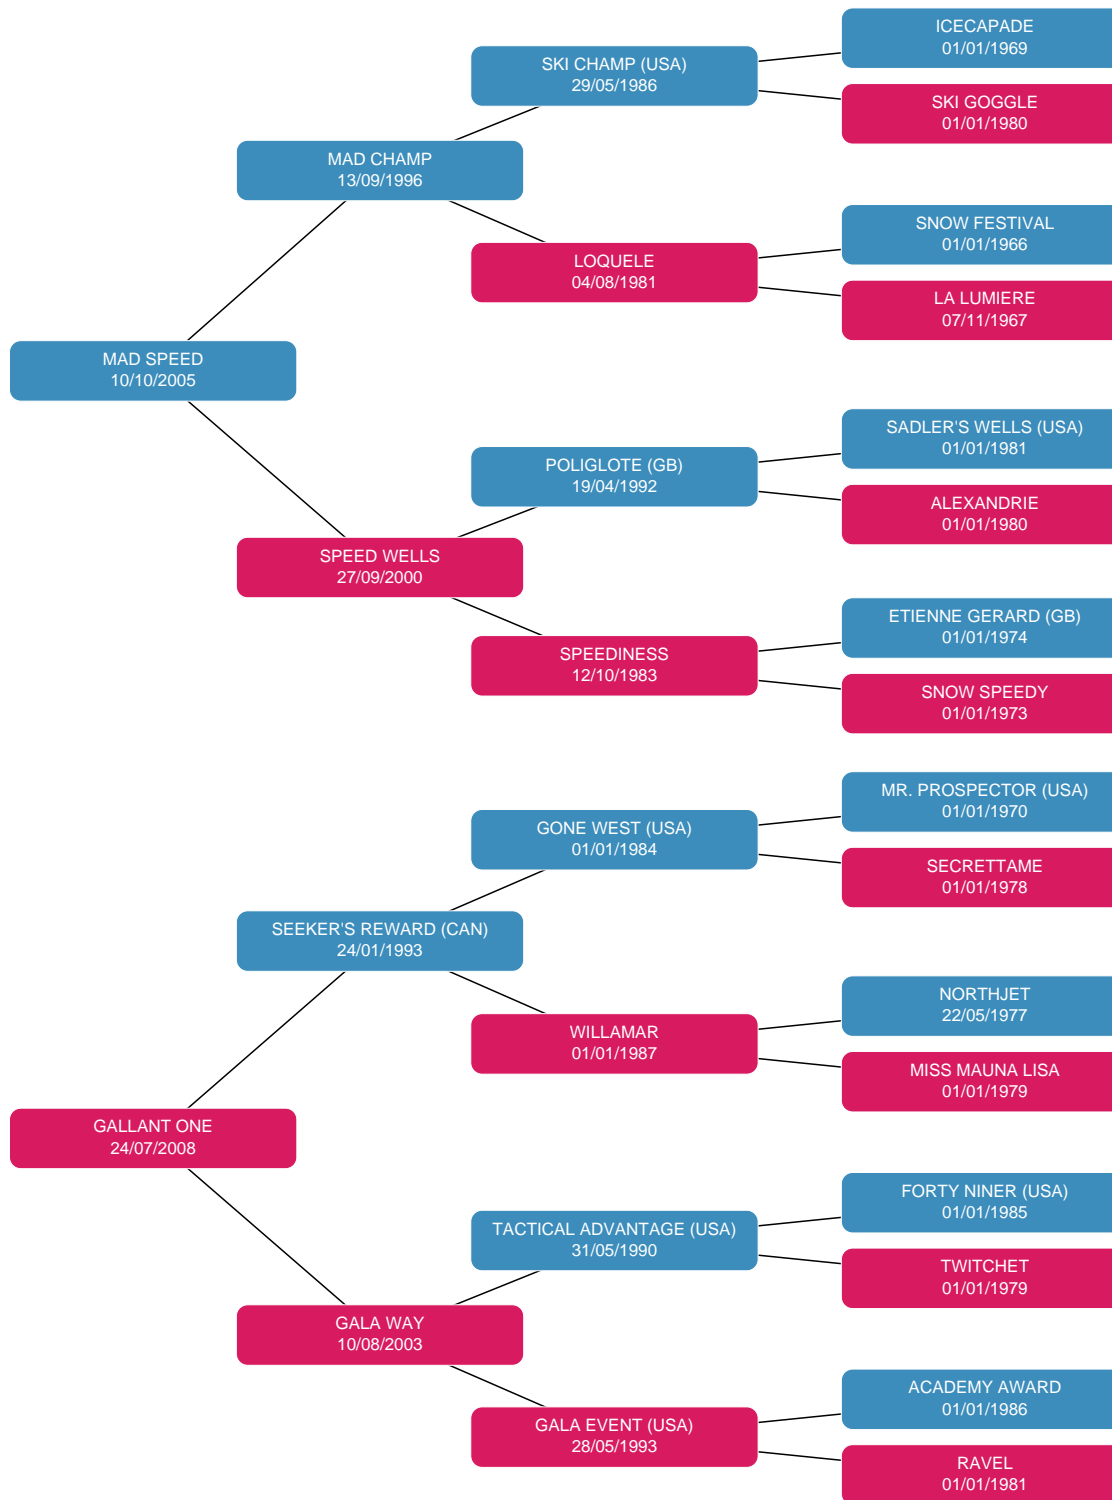 ICECAPADE
01/01/1969
SKI CHAMP (USA)
29/05/1986
SKI GOGGLE
01/01/1980
MAD CHAMP
13/09/1996
SNOW FESTIVAL
01/01/1966
LOQUELE
04/08/1981
LA LUMIERE
07/11/1967
MAD SPEED
10/10/2005
SADLER'S WELLS (USA)
01/01/1981
POLIGLOTE (GB)
19/04/1992
ALEXANDRIE
01/01/1980
SPEED WELLS
27/09/2000
ETIENNE GERARD (GB)
01/01/1974
SPEEDINESS
12/10/1983
SNOW SPEEDY
01/01/1973
MR. PROSPECTOR (USA)
01/01/1970
GONE WEST (USA)
01/01/1984
SECRETTAME
01/01/1978
SEEKER'S REWARD (CAN)
24/01/1993
NORTHJET
22/05/1977
WILLAMAR
01/01/1987
MISS MAUNA LISA
01/01/1979
GALLANT ONE
24/07/2008
FORTY NINER (USA)
01/01/1985
TACTICAL ADVANTAGE (USA)
31/05/1990
TWITCHET
01/01/1979
GALA WAY
10/08/2003
ACADEMY AWARD
01/01/1986
GALA EVENT (USA)
28/05/1993
RAVEL
01/01/1981